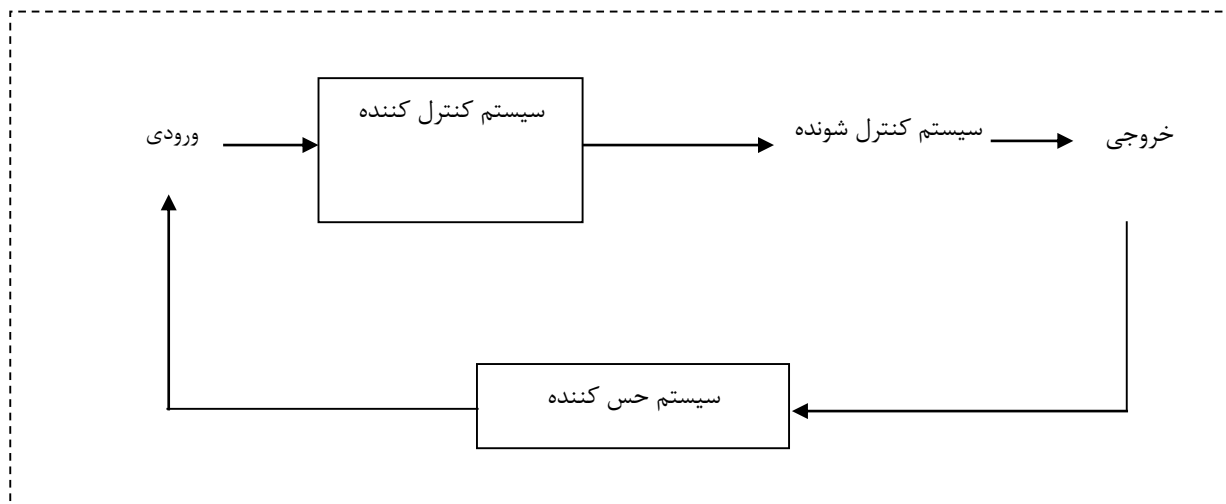 سیستم کنترل کننده
ورودی
سیستم کنترل شونده
خروجی
سیستم حس کننده